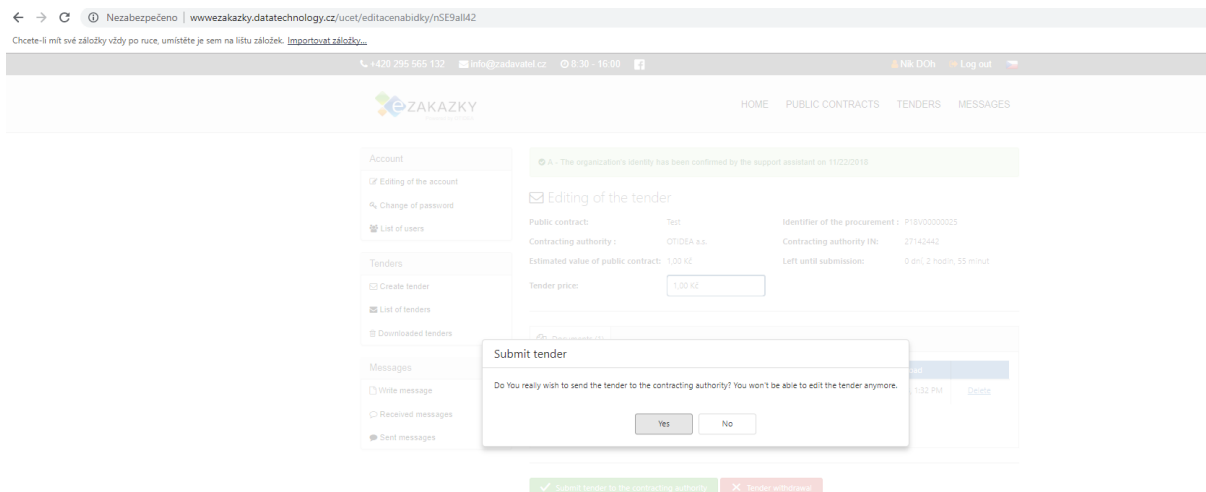 Nezabezpečeno | wwwezakazky.datatechnology.cz/ucet/editacenabidky/nSE9all42
Chcete-li mít své záložky vždy po ruce, umístěte je sem na lištu záložek. Importovat záložky...
+420 295 565 132 info@zadavatel.cz 8:30 - 16:00 Nik DOh Log out
eZAKAZKY HOME PUBLIC CONTRACTS TENDERS MESSAGES
Account
Editing of the account
Change of password
List of users
Tenders
Create tender
List of tenders
Downloaded tenders
Messages
Write message
Received messages
Sent messages
A - The organization's identity has been confirmed by the support assistant on 11/22/2018
Editing of the tender
Public contract: Test Identifier of the procurement : P18V00000025
Contracting authority : OTIDEA a.s. Contracting authority IN: 27142442
Estimated value of public contract: 1,00 Kč Left until submission: 0 dní, 2 hodin, 55 minut
Tender price: 1,00 Kč
Documents (1)
1:32 PM Delete
Submit tender
Do You really wish to send the tender to the contracting authority? You won't be able to edit the tender anymore.
Yes No
Submit tender to the contracting authority Tender withdrawal